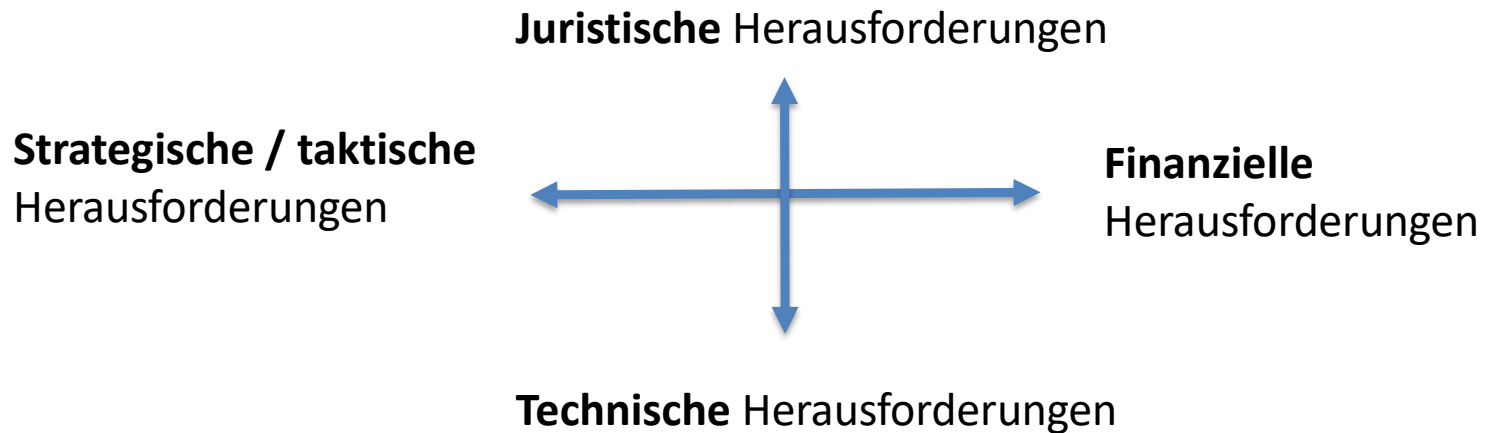 Juristische Herausforderungen
Strategische / taktische
Herausforderungen
Finanzielle
Herausforderungen
Technische Herausforderungen